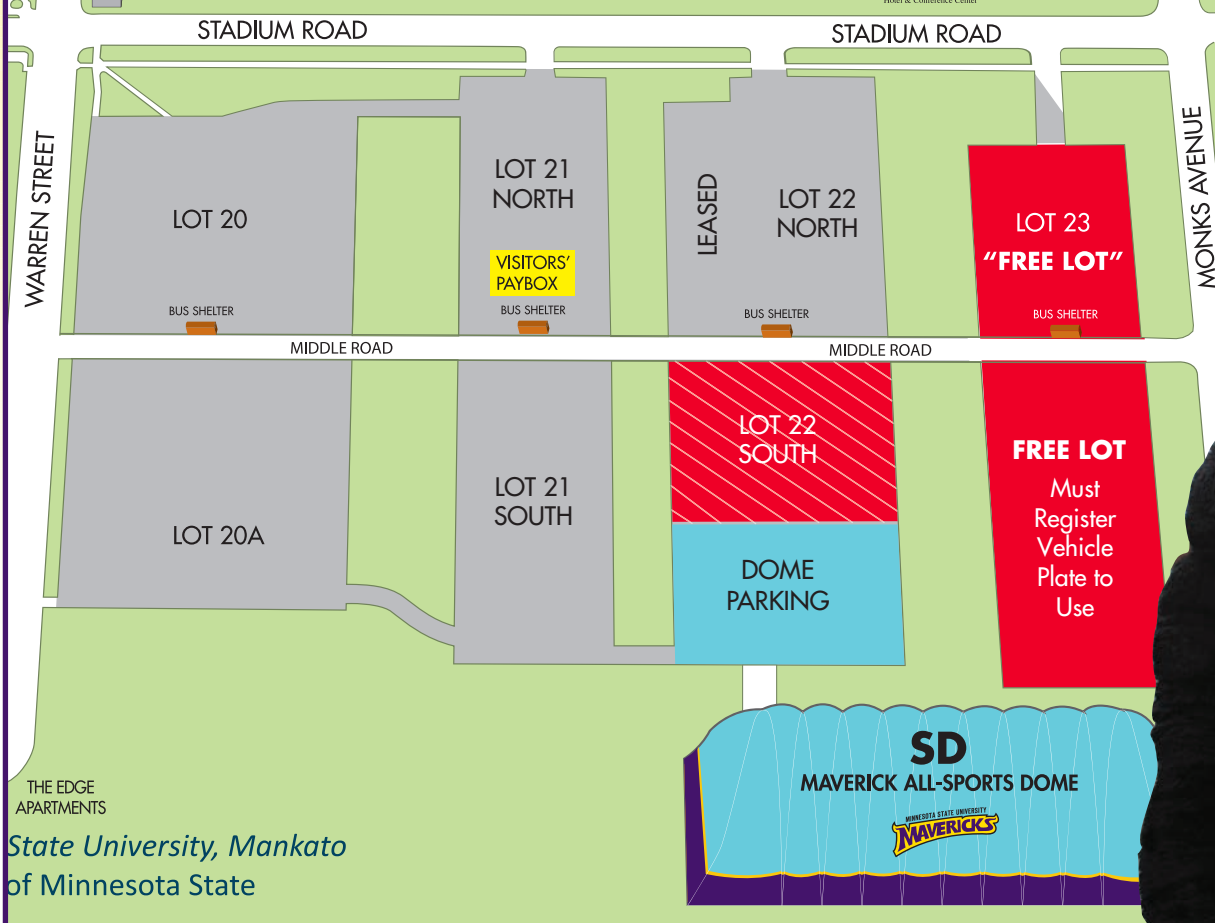 Hotel & Conference Center
STADIUM ROAD
STADIUM ROAD
WARREN STREET
MONKS AVENUE
LOT 20
BUS SHELTER
LOT 21
NORTH
VISITORS'
PAYBOX
BUS SHELTER
LEASED
LOT 22
NORTH
BUS SHELTER
LOT 23
“FREE LOT”
BUS SHELTER
MIDDLE ROAD
MIDDLE ROAD
LOT 20A
LOT 21
SOUTH
LOT 22
SOUTH
DOME
PARKING
FREE LOT
Must
Register
Vehicle
Plate to
Use
SD
MAVERICK ALL-SPORTS DOME
MINNESOTA STATE UNIVERSITY
MAVERICKS
THE EDGE
APARTMENTS
State University, Mankato
of Minnesota State